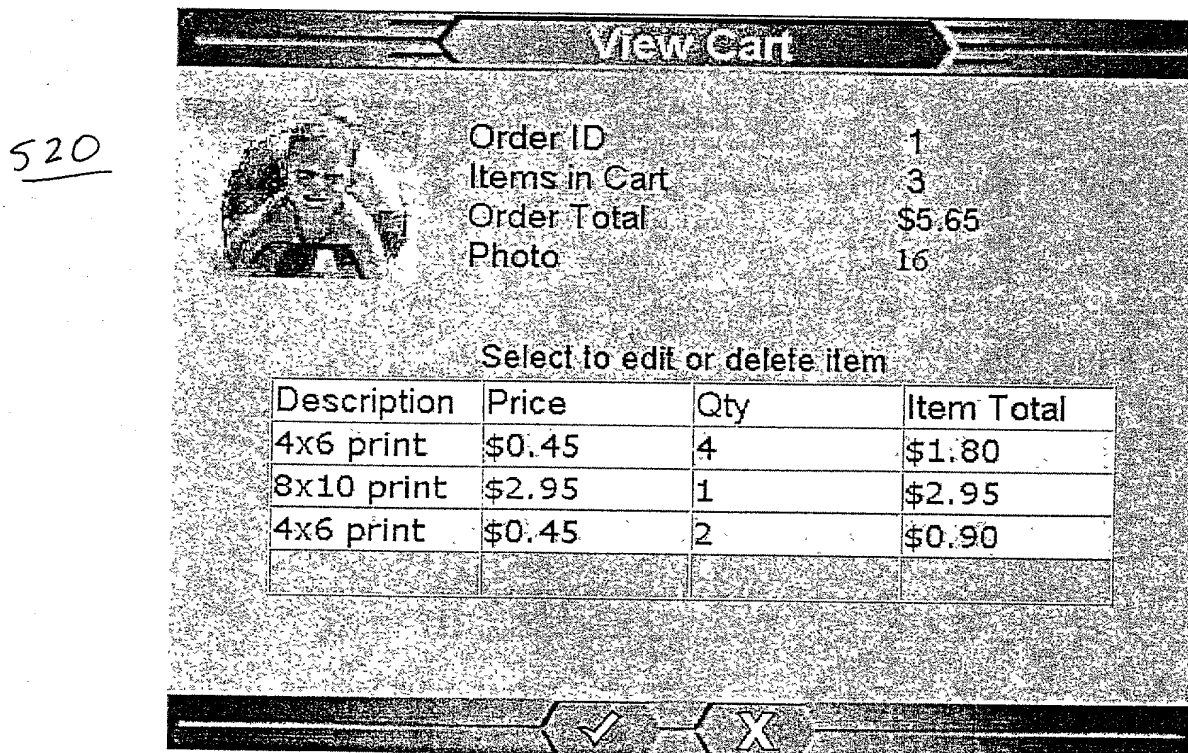 View Cart
520
Order ID 1
Items in Cart 3
Order Total $5.65
Photo 16
Select to edit or delete item
Description Price Qty Item Total
4x6 print $0.45 4 $1.80
8x10 print $2.95 1 $2.95
4x6 print $0.45 2 $0.90